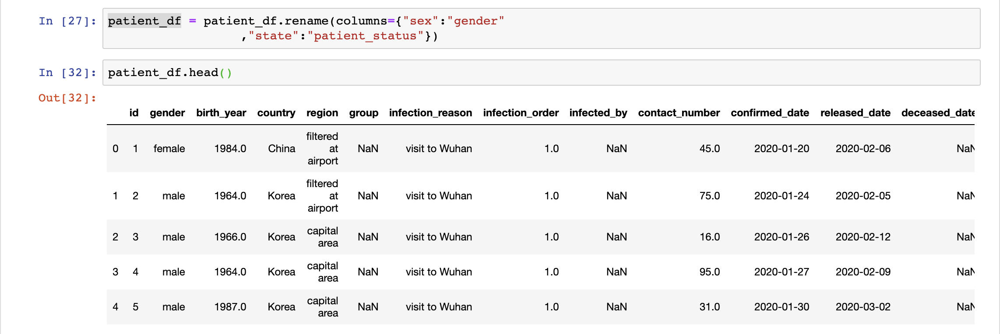 In [27]: patient_df = patient_df.rename(columns={"sex":"gender"
,"state":"patient_status"})
In [32]: patient_df.head()
Out[32]:
id gender birth_year country region group infection_reason infection_order infected_by contact_number confirmed_date released_date deceased_date
filtered
0 1 female 1984.0 China at NaN visit to Wuhan 1.0 NaN 45.0 2020-01-20 2020-02-06 NaN
airport
filtered
1 2 male 1964.0 Korea at NaN visit to Wuhan 1.0 NaN 75.0 2020-01-24 2020-02-05 NaN
airport
2 3 male 1966.0 Korea capital area NaN visit to Wuhan 1.0 NaN 16.0 2020-01-26 2020-02-12 NaN
3 4 male 1964.0 Korea capital area NaN visit to Wuhan 1.0 NaN 95.0 2020-01-27 2020-02-09 NaN
4 5 male 1987.0 Korea capital area NaN visit to Wuhan 1.0 NaN 31.0 2020-01-30 2020-03-02 NaN